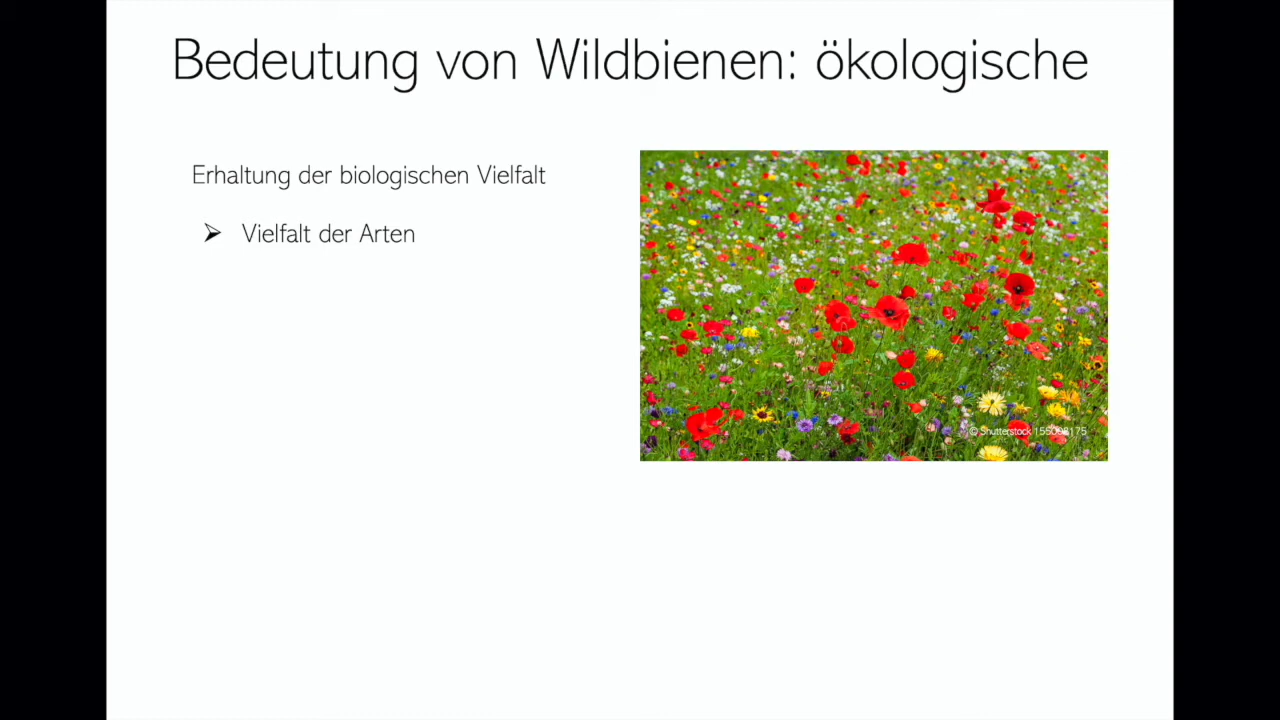 Bedeutung von Wildbienen: ökologische
Erhaltung der biologischen Vielfalt
➢ Vielfalt der Arten
© Shutterstock 155098175